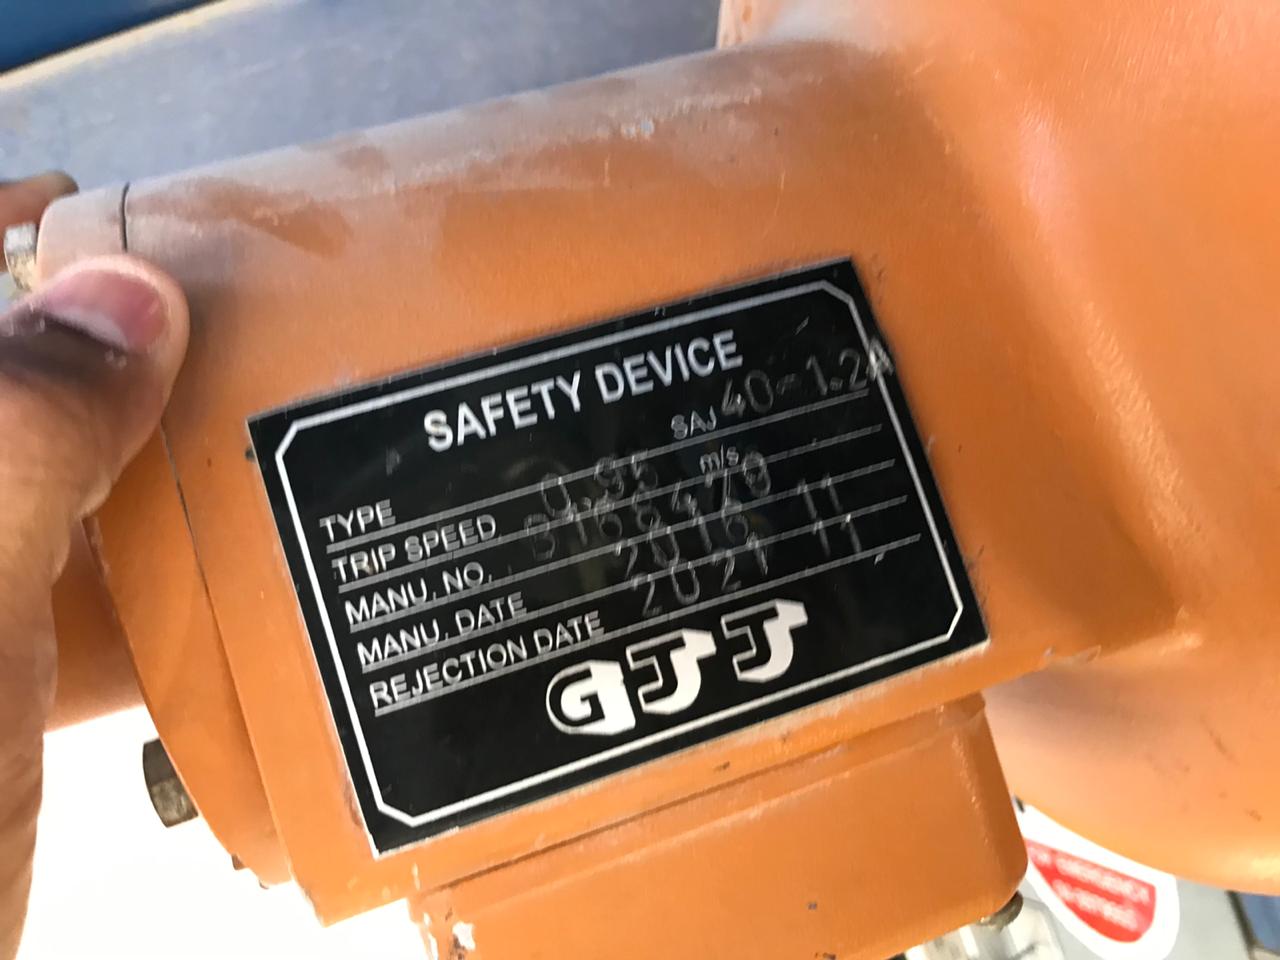 SAFETY DEVICE
TYPE SAJ 40-1.2A
TRIP SPEED 0.95 m/s
MANU. NO.
MANU. DATE 2016 11
REJECTION DATE 2021 11
GJJ